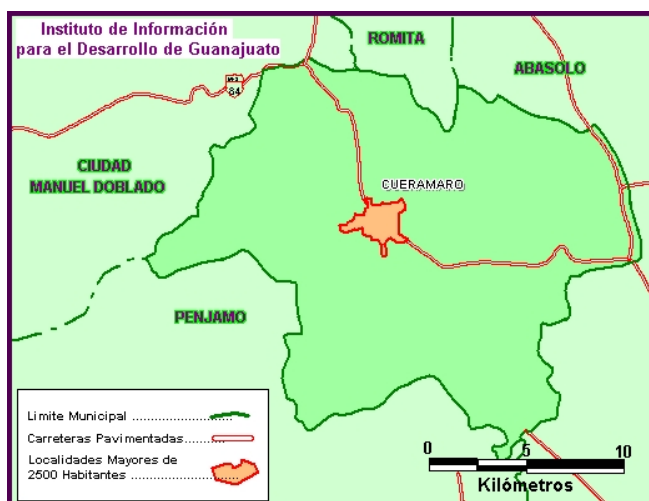 Instituto de Información
para el Desarrollo de Guanajuato
ROMITA
ABASOLO
84
CIUDAD
MANUEL DOBLADO
CUERAMARO
PENJAMO
Limite Municipal ........................
Carreteras Pavimentadas..............
Localidades Mayores de
2500 Habitantes ........................
0 5 10
Kilómetros